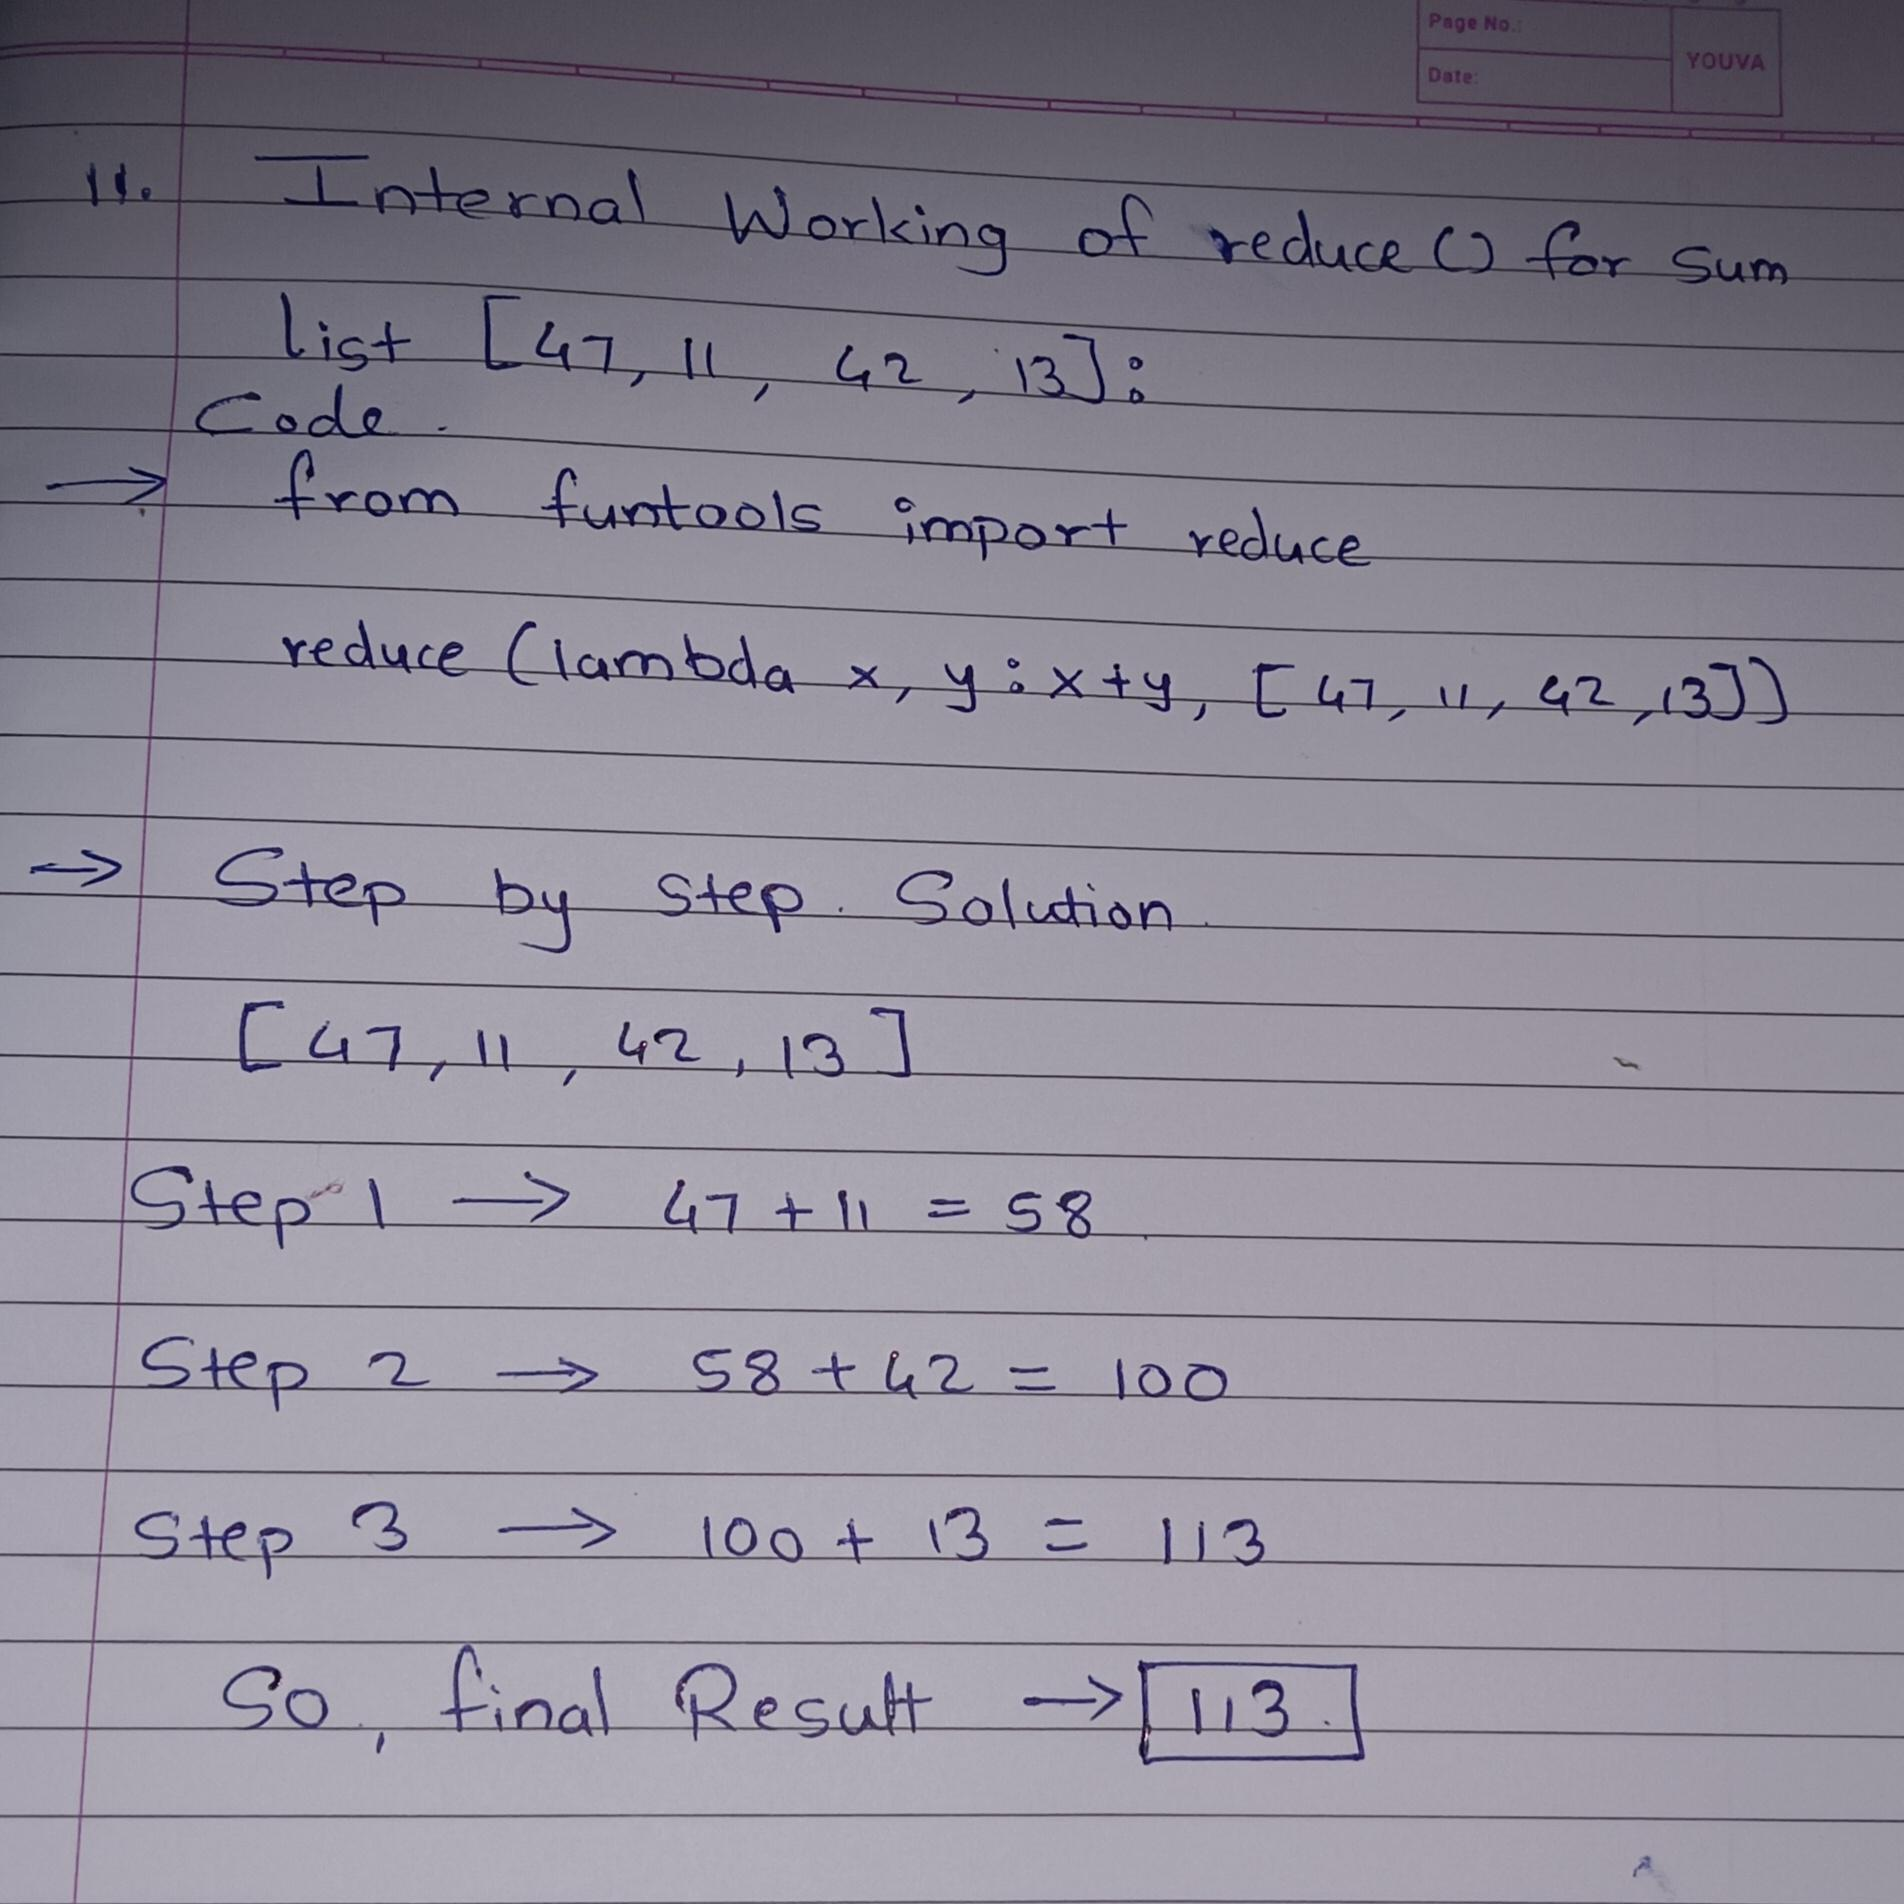 Page No.:
Date:
YOUVA
11. Internal Working of reduce () for sum
list [47, 11, 42, 13]:
Code.
→ from funtools import reduce
reduce (lambda x, y: x+y, [47, 11, 42, 13])
→ Step by step. Solution.
[47, 11, 42, 13]
Step 1 → 47 + 11 = 58
Step 2 → 58 + 42 = 100
Step 3 → 100 + 13 = 113
So, final Result → 113.